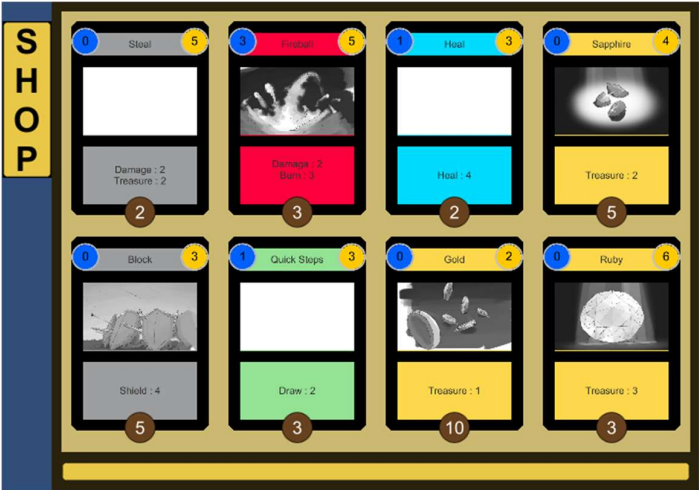 SHOP
0 Steal 5
Damage : 2
Treasure : 2
2
3 Fireball 5
Damage : 2
Burn : 3
3
1 Heal 3
Heal : 4
2
0 Sapphire 4
Treasure : 2
5
0 Block 3
Shield : 4
5
1 Quick Steps 3
Draw : 2
3
0 Gold 2
Treasure : 1
10
0 Ruby 6
Treasure : 3
3